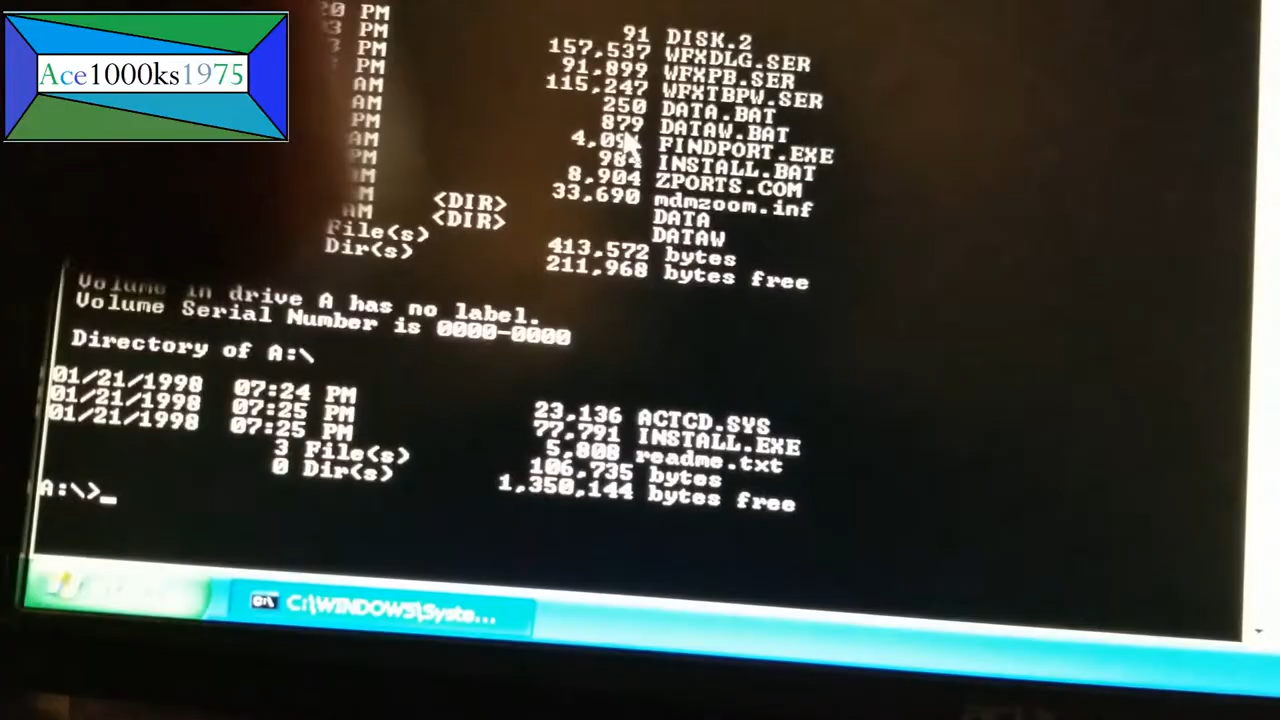 Ace1000ks1975
PM
91 DISK.2
PM
157,537 WFXDLG.SER
PM
91,899 WFXPB.SER
PM
115,247 WFXTBPW.SER
AM
250 DATA.BAT
AM
879 DATAW.BAT
PM
FINDPORT.EXE
AM
984 INSTALL.BAT
PM
8,904 ZPORTS.COM
AM
33,690 mdmzoom.inf
AM <DIR> DATA
AM <DIR> DATAW
File(s) 413,572 bytes
Dir(s) 211,968 bytes free
Volume in drive A has no label.
Volume Serial Number is 0000-0000
Directory of A:\
01/21/1998 07:24 PM 23,136 ACTCD.SYS
01/21/1998 07:25 PM 77,791 INSTALL.EXE
01/21/1998 07:25 PM 5,808 readme.txt
3 File(s) 106,735 bytes
0 Dir(s) 1,350,144 bytes free
A:\>_
C:\WINDOWS\Syste...